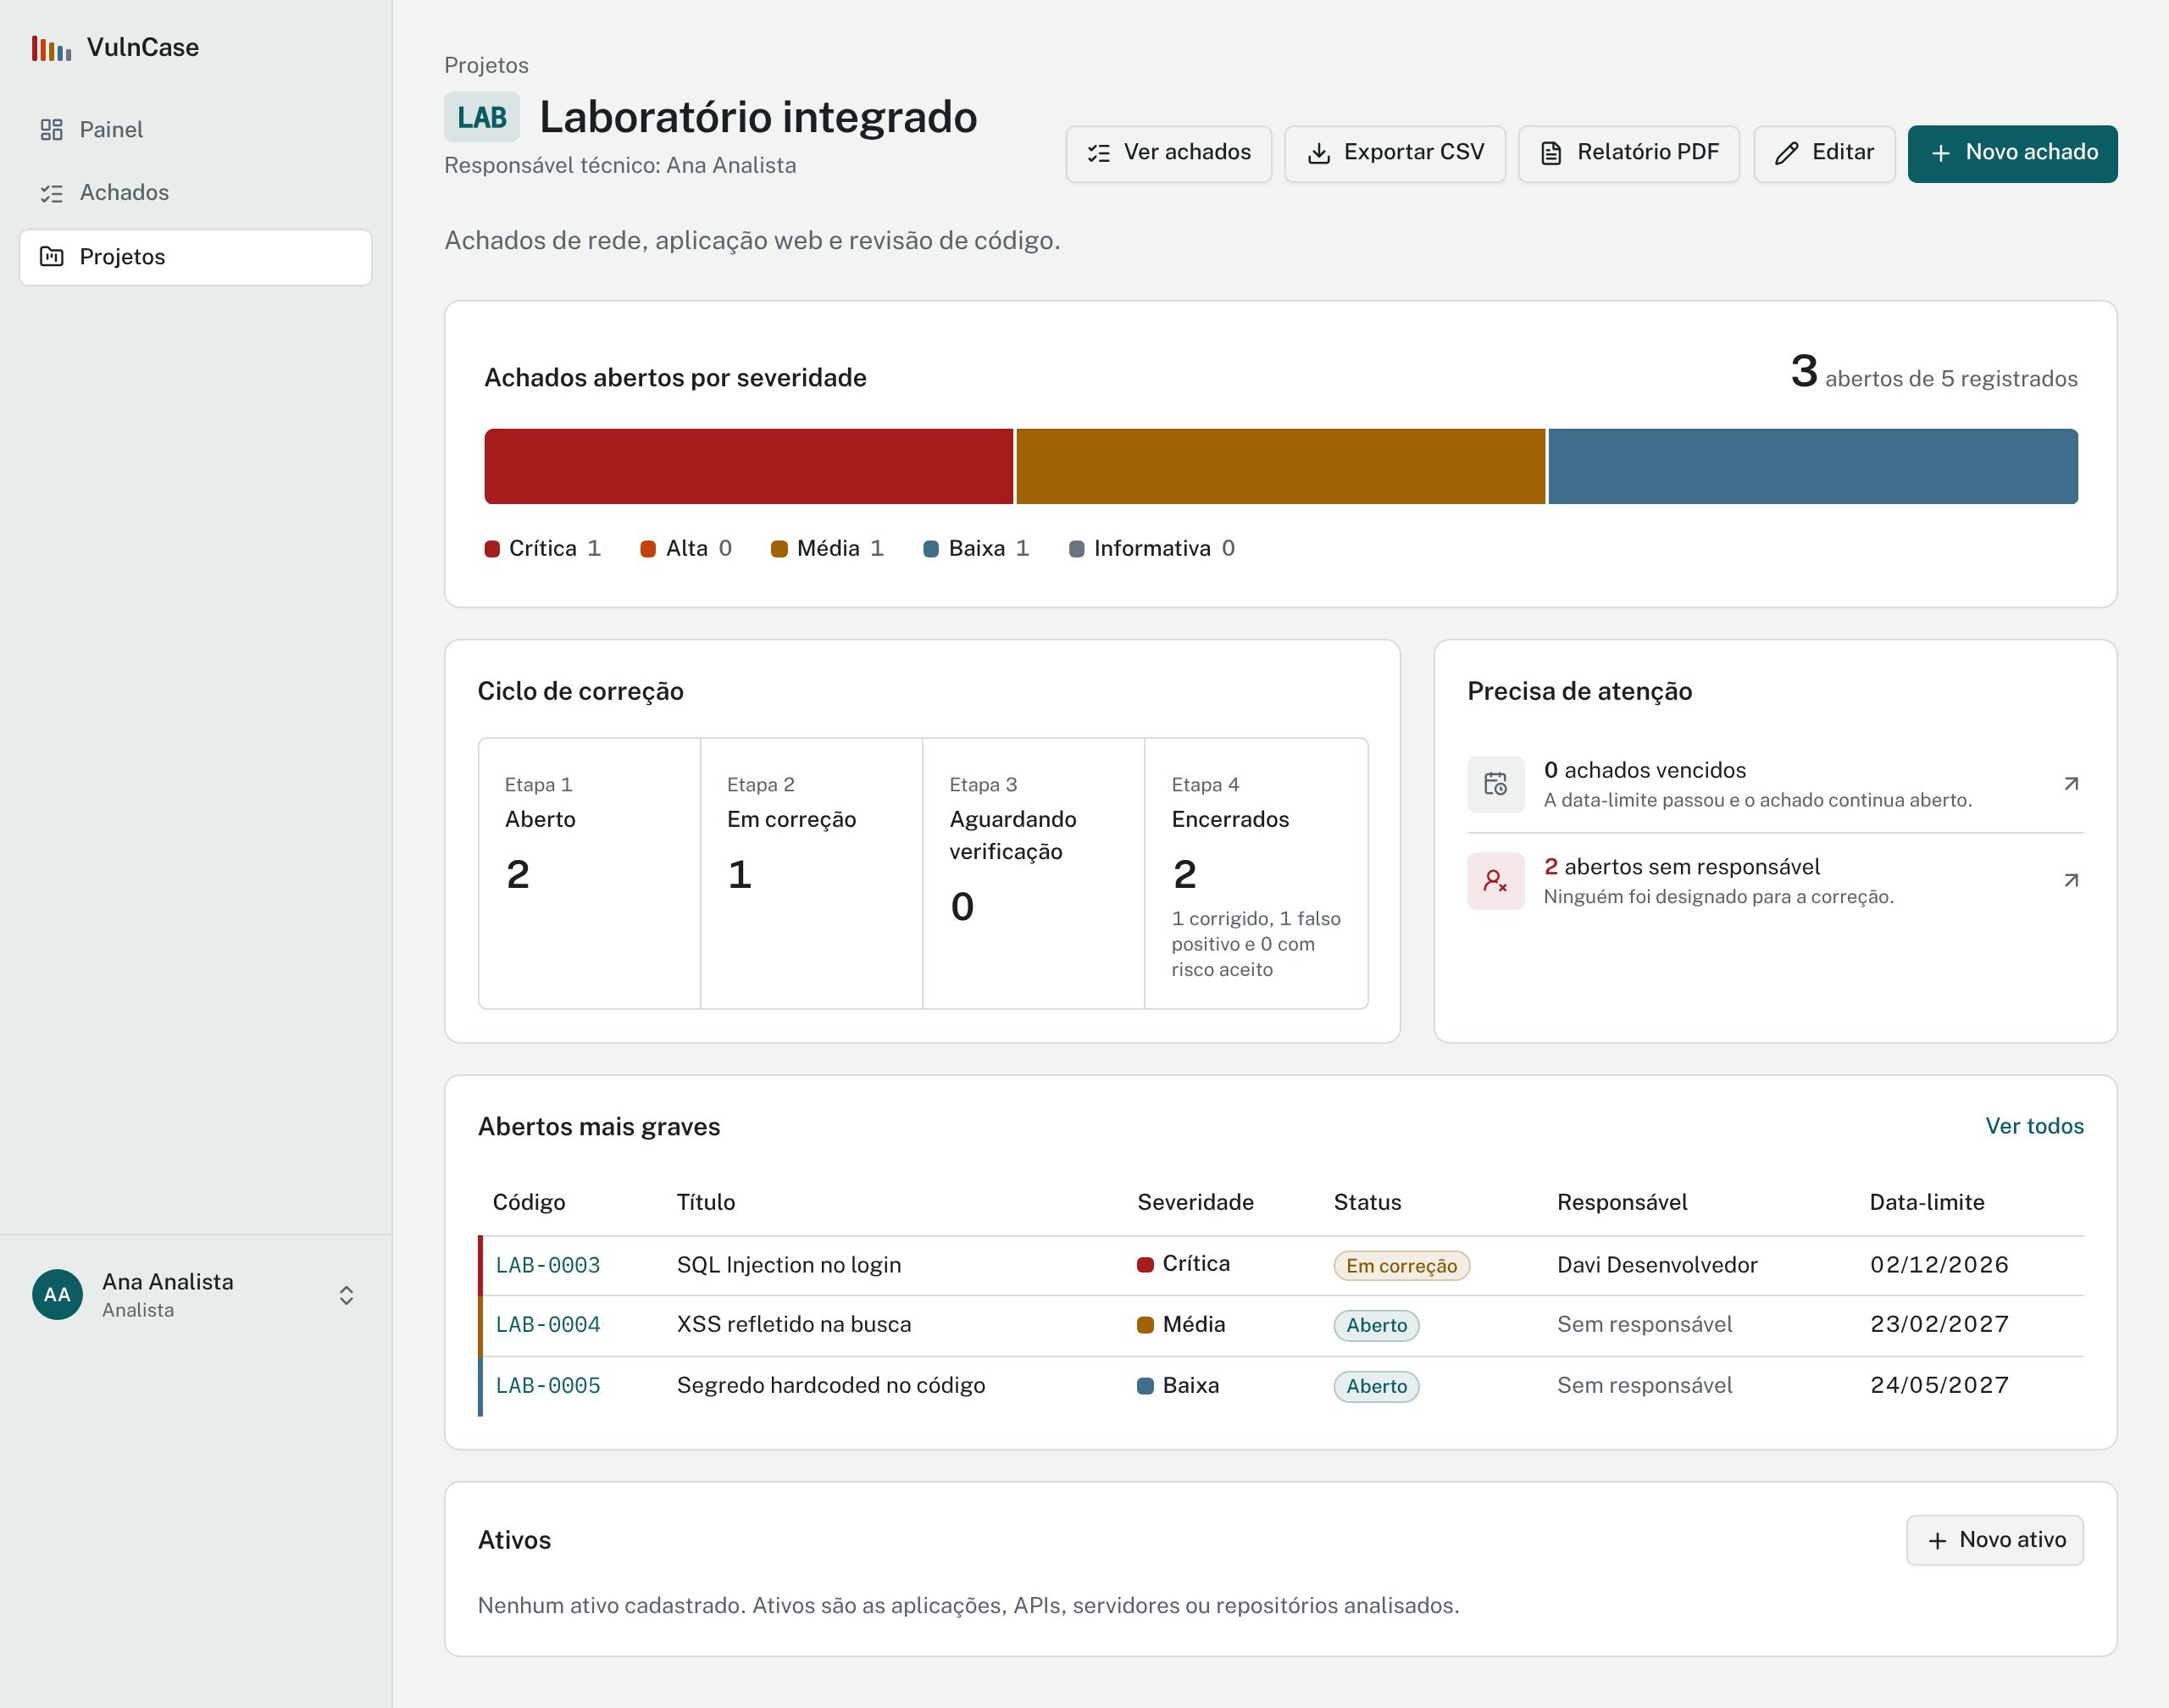 VulnCase
Painel
Achados
Projetos
Projetos
LAB Laboratório integrado
Responsável técnico: Ana Analista
Ver achados
Exportar CSV
Relatório PDF
Editar
Novo achado
Achados de rede, aplicação web e revisão de código.
Achados abertos por severidade
3 abertos de 5 registrados
Crítica 1
Alta 0
Média 1
Baixa 1
Informativa 0
Ciclo de correção
Etapa 1
Aberto
2
Etapa 2
Em correção
1
Etapa 3
Aguardando
verificação
0
Etapa 4
Encerrados
2
1 corrigido, 1 falso
positivo e 0 com
risco aceito
Precisa de atenção
0 achados vencidos
A data-limite passou e o achado continua aberto.
2 abertos sem responsável
Ninguém foi designado para a correção.
Abertos mais graves
Ver todos
Código Título Severidade Status Responsável Data-limite
LAB-0003 SQL Injection no login Crítica Em correção Davi Desenvolvedor 02/12/2026
LAB-0004 XSS refletido na busca Média Aberto Sem responsável 23/02/2027
LAB-0005 Segredo hardcoded no código Baixa Aberto Sem responsável 24/05/2027
Ativos
Novo ativo
Nenhum ativo cadastrado. Ativos são as aplicações, APIs, servidores ou repositórios analisados.
AA
Ana Analista
Analista